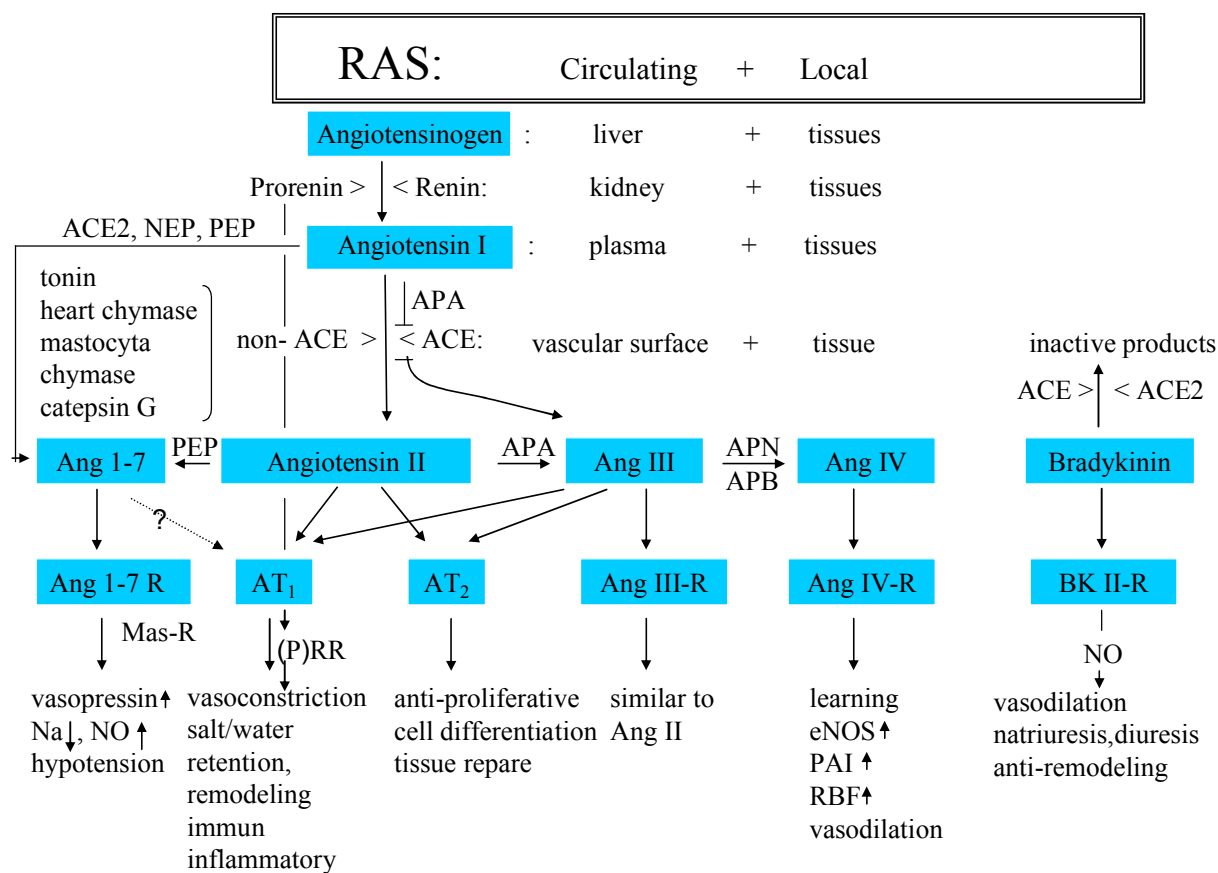 RAS: Circulating + Local
Angiotensinogen : liver + tissues
Prorenin > < Renin: kidney + tissues
ACE2, NEP, PEP
Angiotensin I : plasma + tissues
tonin
heart chymase
mastocyta
chymase
catepsin G
APA
non- ACE > < ACE: vascular surface + tissue
inactive products
ACE > < ACE2
Ang 1-7 PEP Angiotensin II APA Ang III APN Ang IV Bradykinin
APB
?
Ang 1-7 R AT₁ AT₂ Ang III-R Ang IV-R BK II-R
Mas-R
(P)RR
NO
vasopressin↑
Na↓, NO ↑
hypotension
vasoconstriction
salt/water
retention,
remodeling
immun
inflammatory
anti-proliferative
cell differentiation
tissue repare
similar to
Ang II
learning
eNOS↑
PAI ↑
RBF↑
vasodilation
vasodilation
natriuresis,diuresis
anti-remodeling